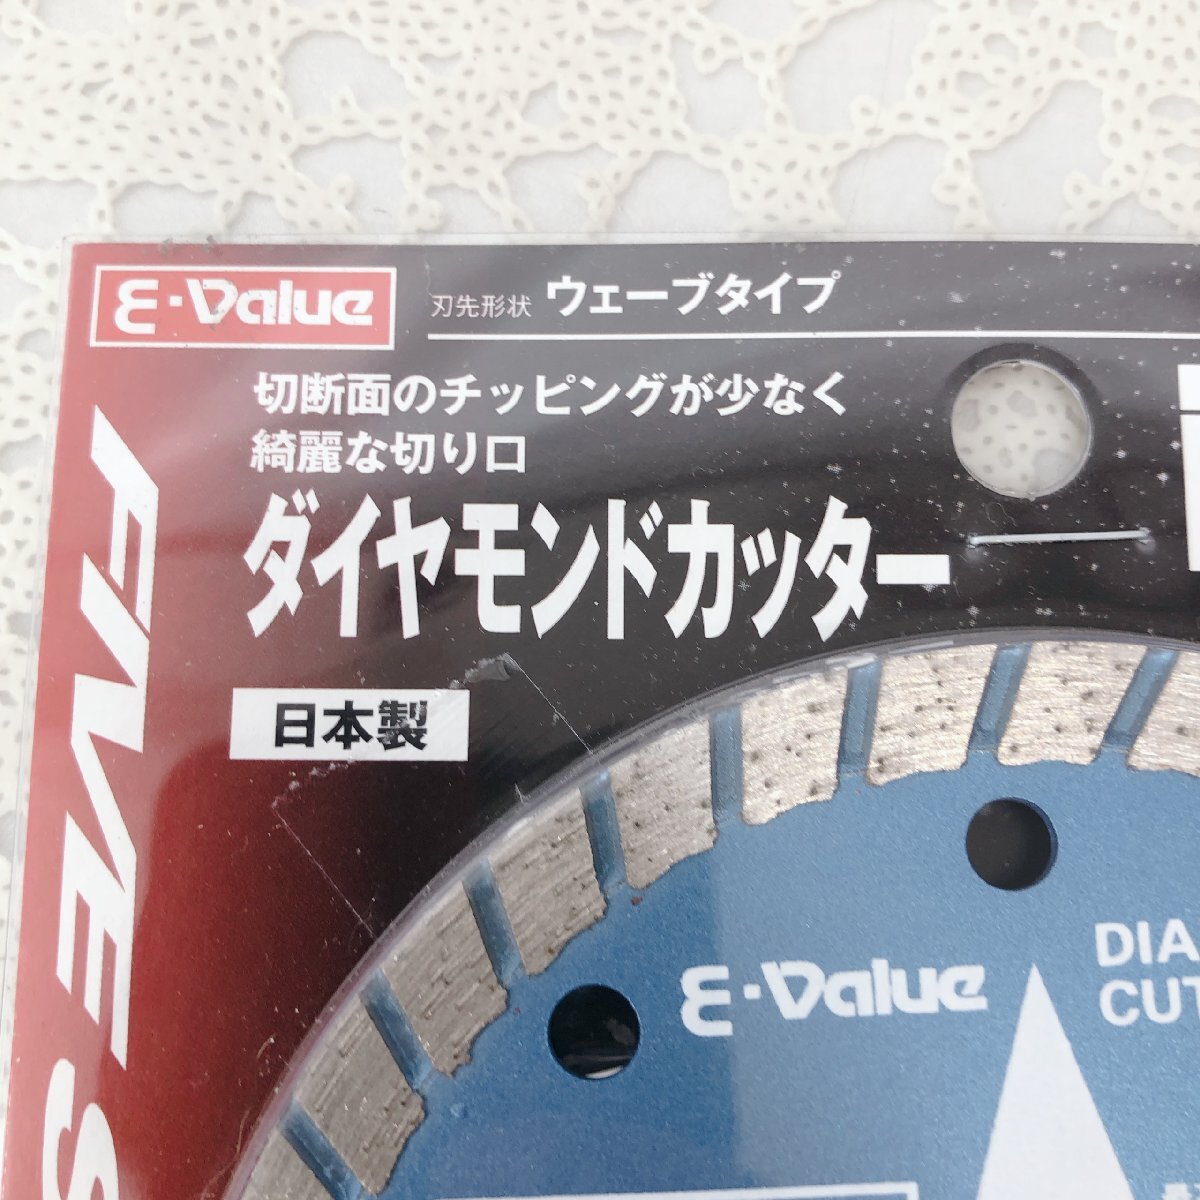 ε·Value
刃先形状 ウェーブタイプ
切断面のチッピングが少なく
綺麗な切り口
ダイヤモンドカッター
日本製
FIVE S
ε·Value
DIA
CUT